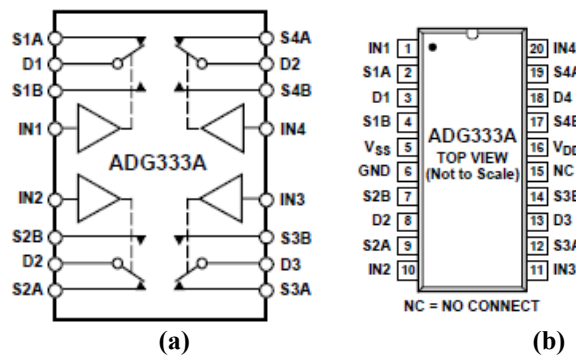 S1A
S4A
D1
D2
S1B
S4B
IN1
IN4
ADG333A
IN2
IN3
S2B
S3B
D2
D3
S2A
S3A
(a)
IN1 1
20 IN4
S1A 2
19 S4A
D1 3
18 D4
S1B 4
17 S4B
VSS 5
16 VDD
GND 6
15 NC
S2B 7
14 S3B
D2 8
13 D3
S2A 9
12 S3A
IN2 10
11 IN3
ADG333A
TOP VIEW
(Not to Scale)
NC = NO CONNECT
(b)